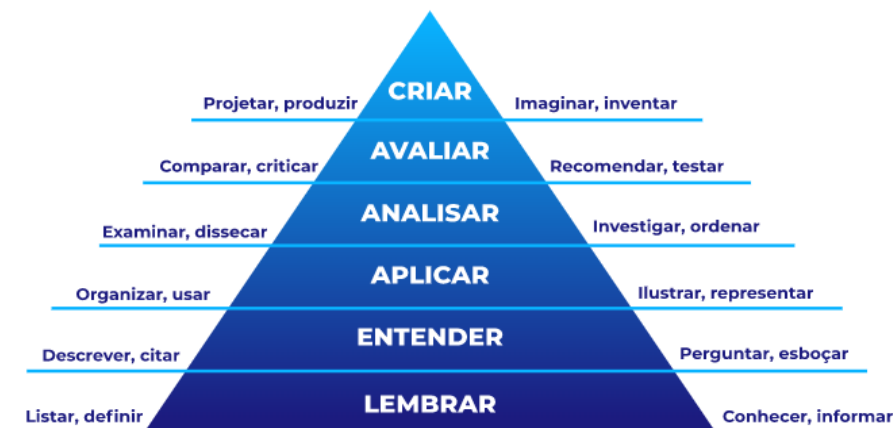 CRIAR
Projetar, produzir
Imaginar, inventar
AVALIAR
Comparar, criticar
Recomendar, testar
ANALISAR
Examinar, dissecar
Investigar, ordenar
APLICAR
Organizar, usar
Ilustrar, representar
ENTENDER
Descrever, citar
Perguntar, esboçar
LEMBRAR
Listar, definir
Conhecer, informar